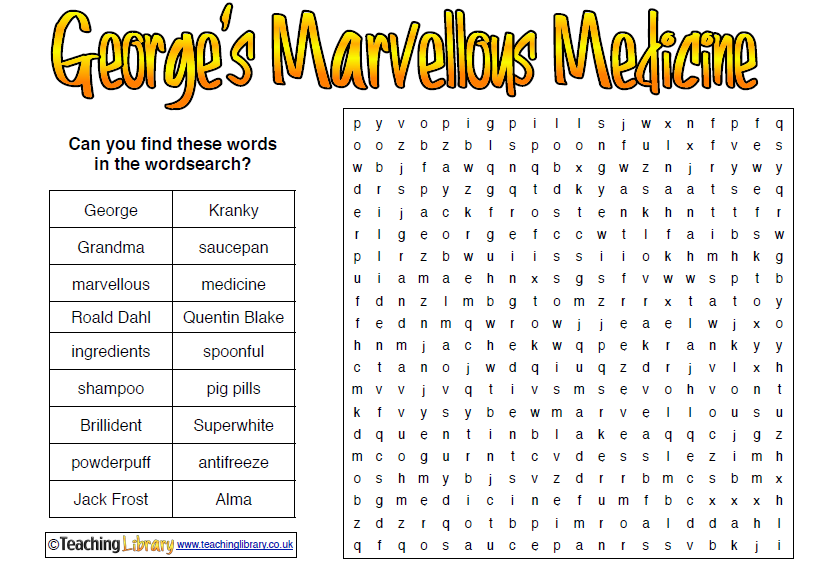 George's Marvellous Medicine
Can you find these words
in the wordsearch?
George Kranky
Grandma saucepan
marvellous medicine
Roald Dahl Quentin Blake
ingredients spoonful
shampoo pig pills
Brillident Superwhite
powderpuff antifreeze
Jack Frost Alma
©Teaching Library www.teachinglibrary.co.uk
p y v o p i g p i l l s j w x n f p f q
o o z b z b l s p o o n f u l x f v e s
w b j f a w q n q b x g w z n j r y w y
d r s p y z g q t d k y a s a a t s e q
e i j a c k f r o s t e n k h n t t f r
r l g e o r g e f c c w t l f a i b s w
p l r z b w u i i s s i i o k h m h k g
u i a m a e h n x s g s f v w w s p t b
f d n z l m b g t o m z r r x t a t o y
f e d n m q w r o w j j e a e l w j x o
h n m j a c h e k w q p e k r a n k y y
c t a n o j w d q i u q z d r j v l x h
m v v j v q t i v s m s e v o h v o n t
k f v y s y b e w m a r v e l l o u s u
d q u e n t i n b l a k e a q q c j g z
m c o g u r n t c v d e s s l e z i m h
o s h m y b j s v z d r r b m c s b m x
b g m e d i c i n e f u m f b c x x x h
z d z r q o t b p i m r o a l d d a h l
q f q o s a u c e p a n r s s v b k j i